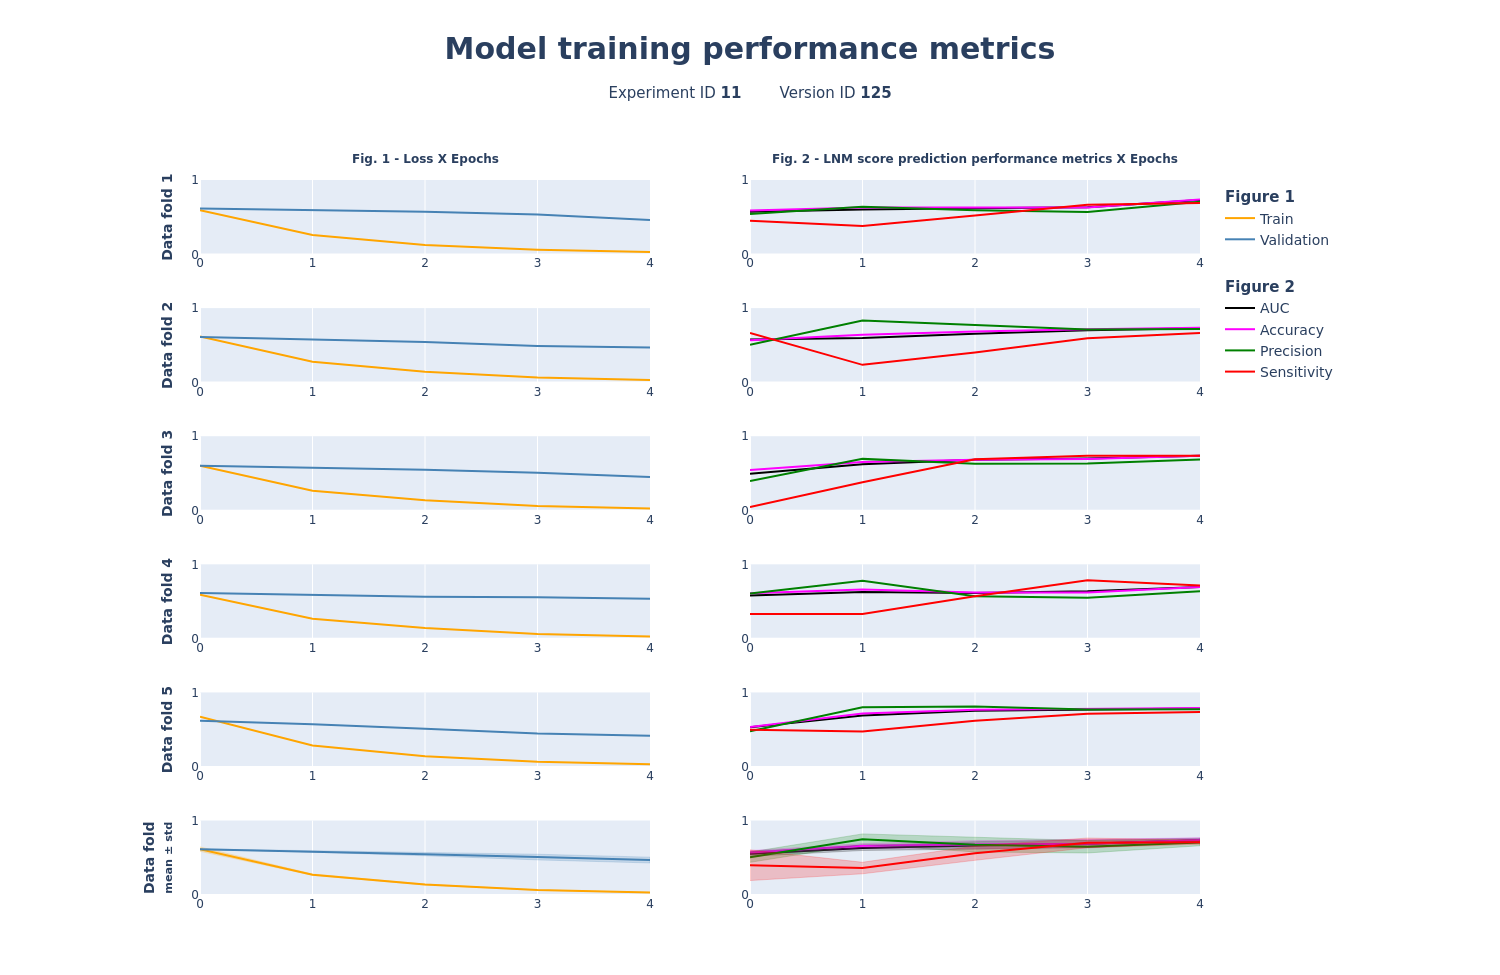 Model training performance metrics
Experiment ID 11 Version ID 125
Fig. 1 - Loss X Epochs
Fig. 2 - LNM score prediction performance metrics X Epochs
Data fold 1
1
0
0 1 2 3 4
1
0
0 1 2 3 4
Figure 1
Train
Validation
Figure 2
AUC
Accuracy
Precision
Sensitivity
Data fold 2
1
0
0 1 2 3 4
1
0
0 1 2 3 4
Data fold 3
1
0
0 1 2 3 4
1
0
0 1 2 3 4
Data fold 4
1
0
0 1 2 3 4
1
0
0 1 2 3 4
Data fold 5
1
0
0 1 2 3 4
1
0
0 1 2 3 4
Data fold
mean ± std
1
0
0 1 2 3 4
1
0
0 1 2 3 4